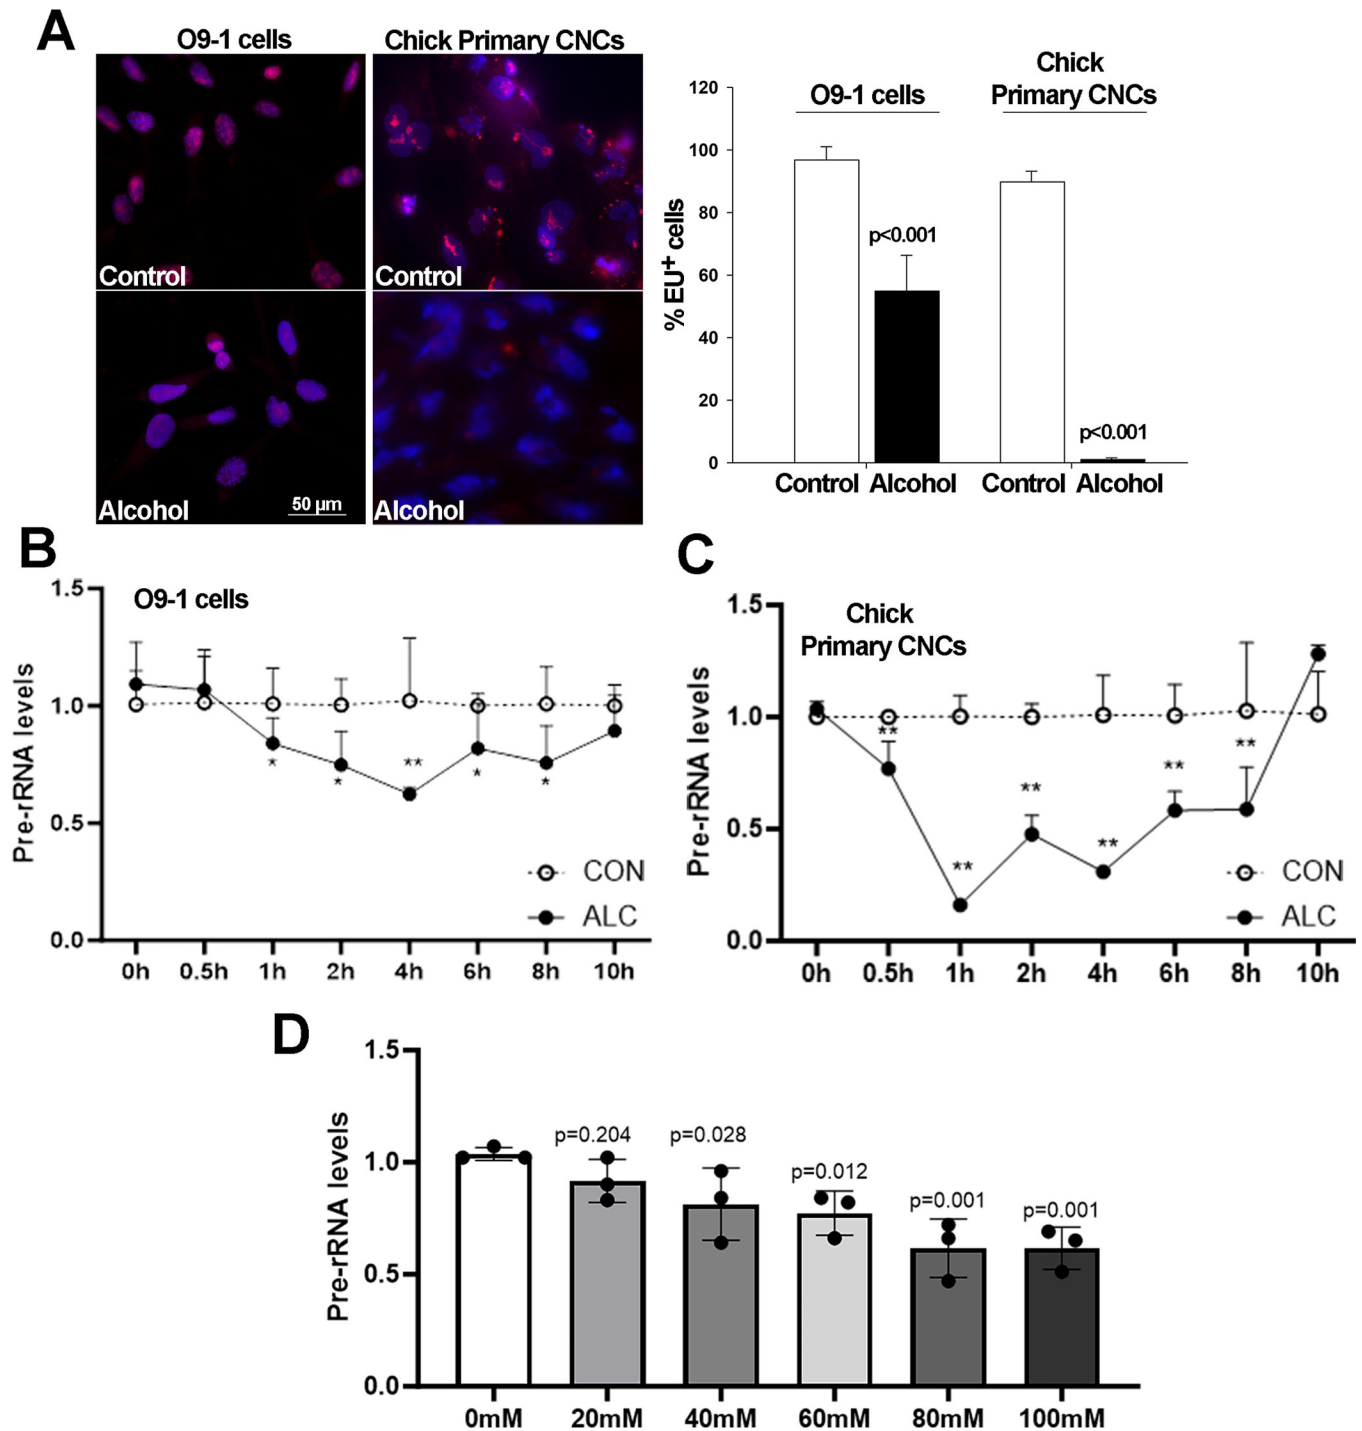 A
O9-1 cells
Chick Primary CNCs
Control
Control
Alcohol
50 µm
Alcohol
Chick
Primary CNCs
O9-1 cells
120
100
80
60
40
20
0
% EU+ cells
p<0.001
p<0.001
Control Alcohol Control Alcohol
B
O9-1 cells
1.5
1.0
0.5
0.0
Pre-rRNA levels
*
*
**
*
*
CON
ALC
0h 0.5h 1h 2h 4h 6h 8h 10h
C
Chick
Primary CNCs
1.5
1.0
0.5
0.0
Pre-rRNA levels
**
**
**
**
**
**
CON
ALC
0h 0.5h 1h 2h 4h 6h 8h 10h
D
1.5
1.0
0.5
0.0
Pre-rRNA levels
p=0.204
p=0.028
p=0.012
p=0.001
p=0.001
0mM 20mM 40mM 60mM 80mM 100mM